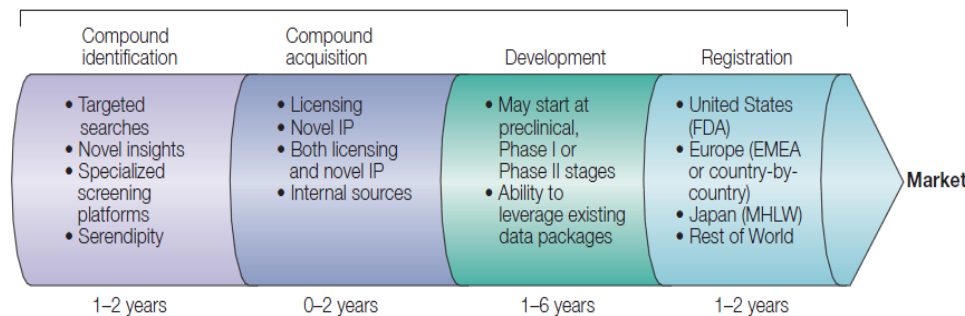 Compound
identification
Compound
acquisition
Development
Registration
• Targeted
searches
• Novel insights
• Specialized
screening
platforms
• Serendipity
• Licensing
• Novel IP
• Both licensing
and novel IP
• Internal sources
• May start at
preclinical,
Phase I or
Phase II stages
• Ability to
leverage existing
data packages
• United States
(FDA)
• Europe (EMEA
or country-by-
country)
• Japan (MHLW)
• Rest of World
Market
1–2 years
0–2 years
1–6 years
1–2 years